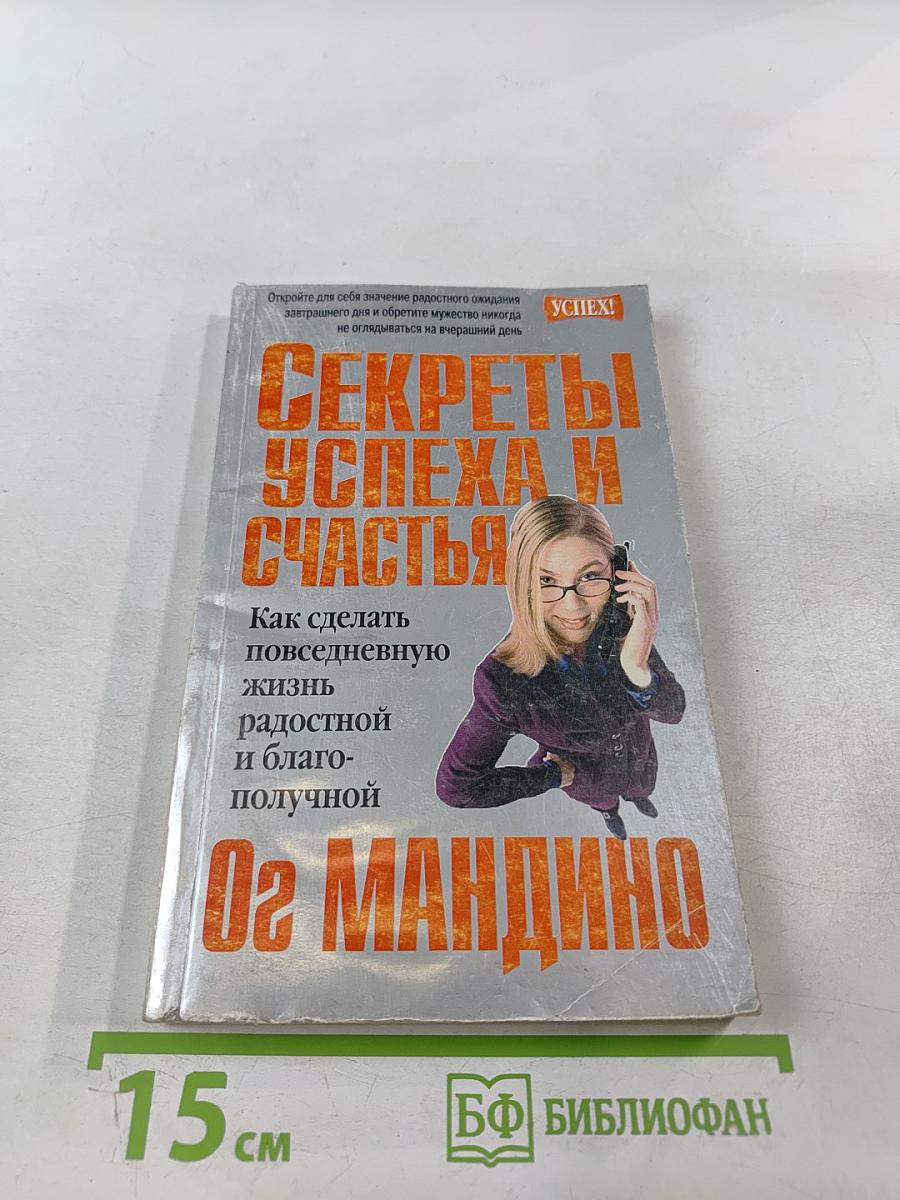 Откройте для себя значение радостного ожидания
завтрашнего дня и обретите мужество никогда
не оглядываться на вчерашний день
УСПЕХ!
СЕКРЕТЫ
УСПЕХА И
СЧАСТЬЯ
Как сделать
повседневную
жизнь
радостной
и благо-
получной
Ог МАНДИНО
15 см
БФ БИБЛИОФАН